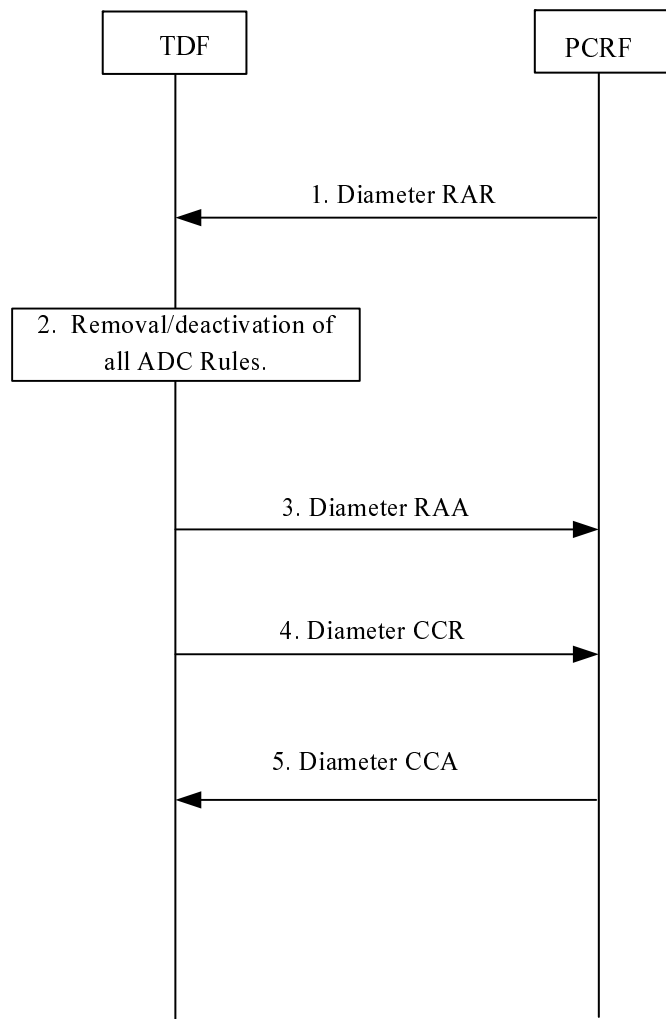 TDF
PCRF
1. Diameter RAR
2. Removal/deactivation of
all ADC Rules.
3. Diameter RAA
4. Diameter CCR
5. Diameter CCA